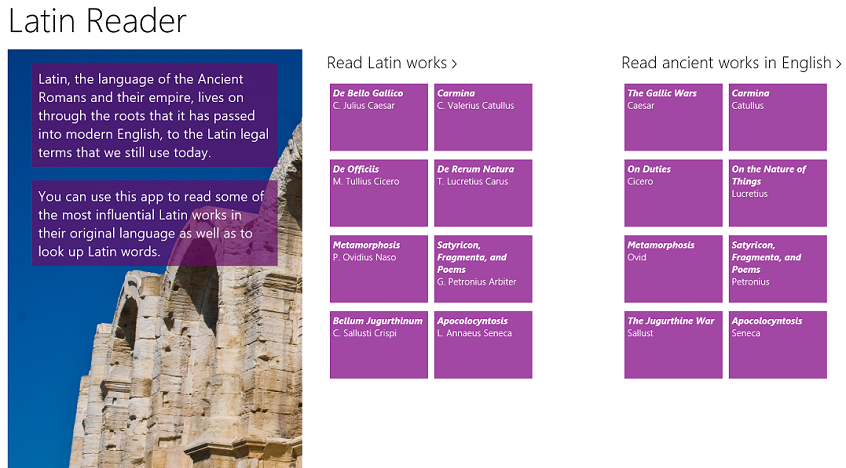 Latin Reader
Latin, the language of the Ancient
Romans and their empire, lives on
through the roots that it has passed
into modern English, to the Latin legal
terms that we still use today.
You can use this app to read some of
the most influential Latin works in
their original language as well as to
look up Latin words.
Read Latin works >
De Bello Gallico
C. Julius Caesar
Carmina
C. Valerius Catullus
De Officiis
M. Tullius Cicero
De Rerum Natura
T. Lucretius Carus
Metamorphosis
P. Ovidius Naso
Satyricon,
Fragmenta, and
Poems
G. Petronius Arbiter
Bellum Jugurthinum
C. Sallusti Crispi
Apocolocyntosis
L. Annaeus Seneca
Read ancient works in English >
The Gallic Wars
Caesar
Carmina
Catullus
On Duties
Cicero
On the Nature of
Things
Lucretius
Metamorphosis
Ovid
Satyricon,
Fragmenta, and
Poems
Petronius
The Jugurthine War
Sallust
Apocolocyntosis
Seneca